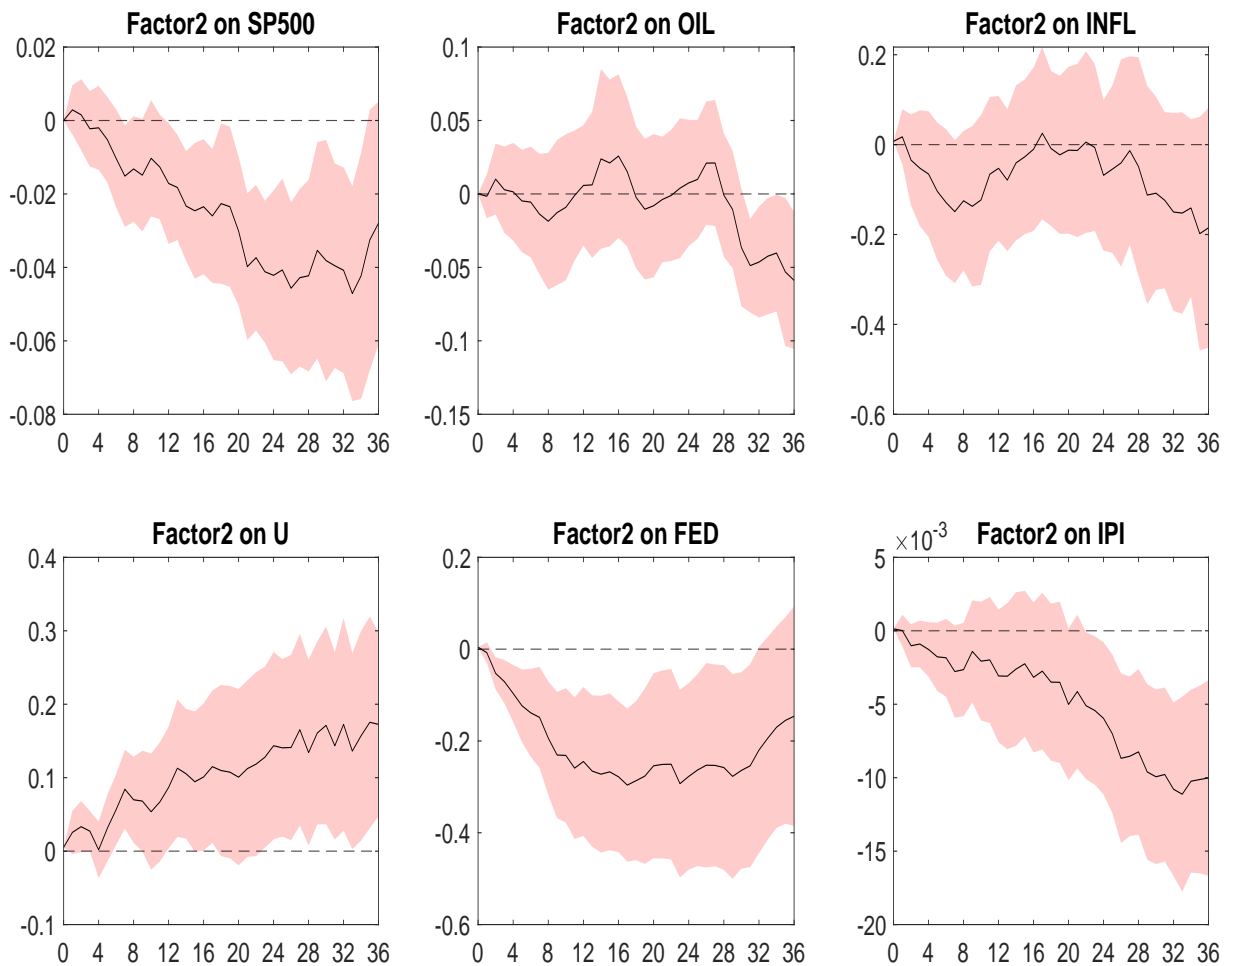 Factor2 on SP500
0.02
0
-0.02
-0.04
-0.06
-0.08
0 4 8 12 16 20 24 28 32 36
Factor2 on OIL
0.1
0.05
0
-0.05
-0.1
-0.15
0 4 8 12 16 20 24 28 32 36
Factor2 on INFL
0.2
0
-0.2
-0.4
-0.6
0 4 8 12 16 20 24 28 32 36
Factor2 on U
0.4
0.3
0.2
0.1
0
-0.1
0 4 8 12 16 20 24 28 32 36
Factor2 on FED
0.2
0
-0.2
-0.4
-0.6
0 4 8 12 16 20 24 28 32 36
Factor2 on IPI
×10⁻³
5
0
-5
-10
-15
-20
0 4 8 12 16 20 24 28 32 36